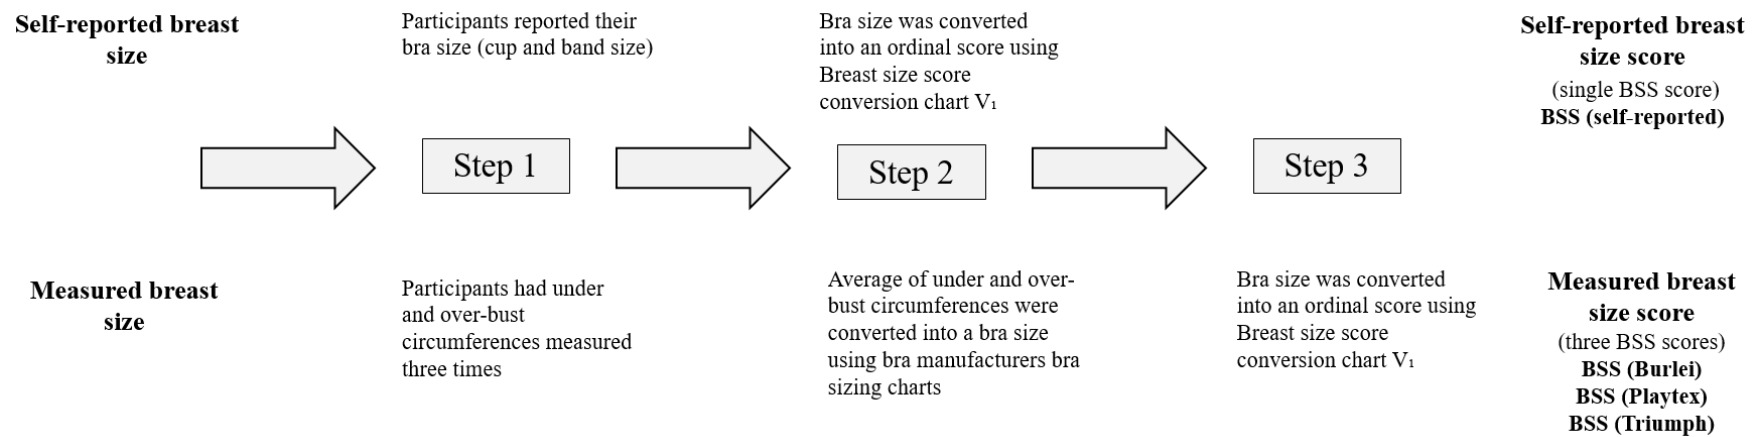 Self-reported breast
size
Participants reported their
bra size (cup and band size)
Bra size was converted
into an ordinal score using
Breast size score
conversion chart V₁
Self-reported breast
size score
(single BSS score)
BSS (self-reported)
Step 1
Step 2
Step 3
Measured breast
size
Participants had under
and over-bust
circumferences measured
three times
Average of under and over-
bust circumferences were
converted into a bra size
using bra manufacturers bra
sizing charts
Bra size was converted
into an ordinal score using
Breast size score
conversion chart V₁
Measured breast
size score
(three BSS scores)
BSS (Burlei)
BSS (Playtex)
BSS (Triumph)